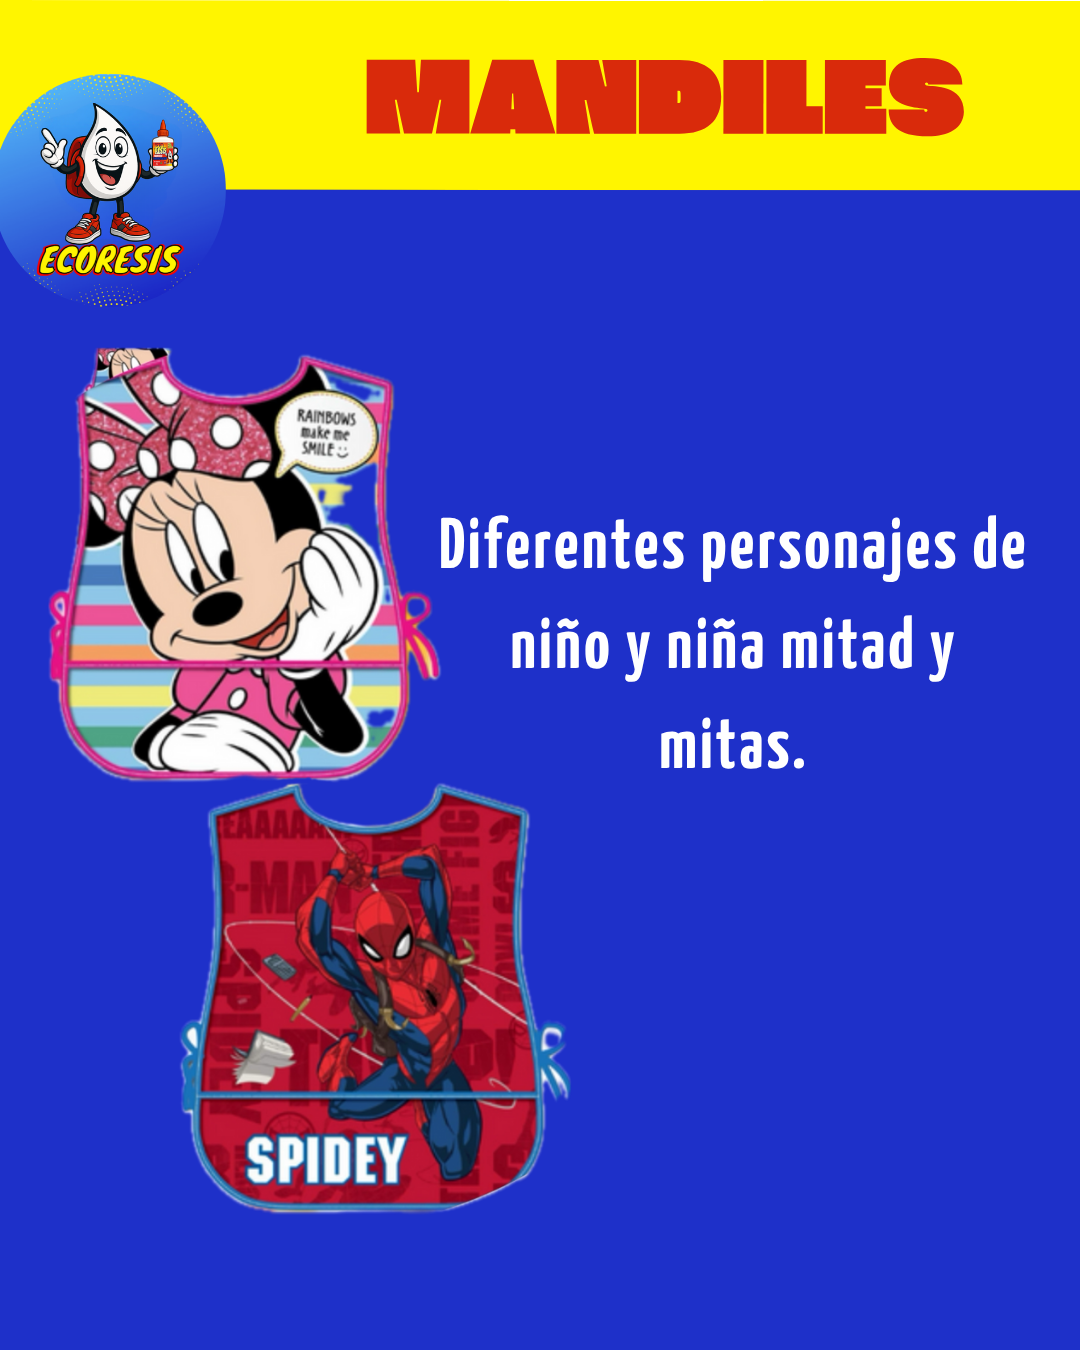 MANDILES
ECORESIS
RAINBOWS
make me
SMILE
Diferentes personajes de
niño y niña mitad y
mitas.
SPIDEY